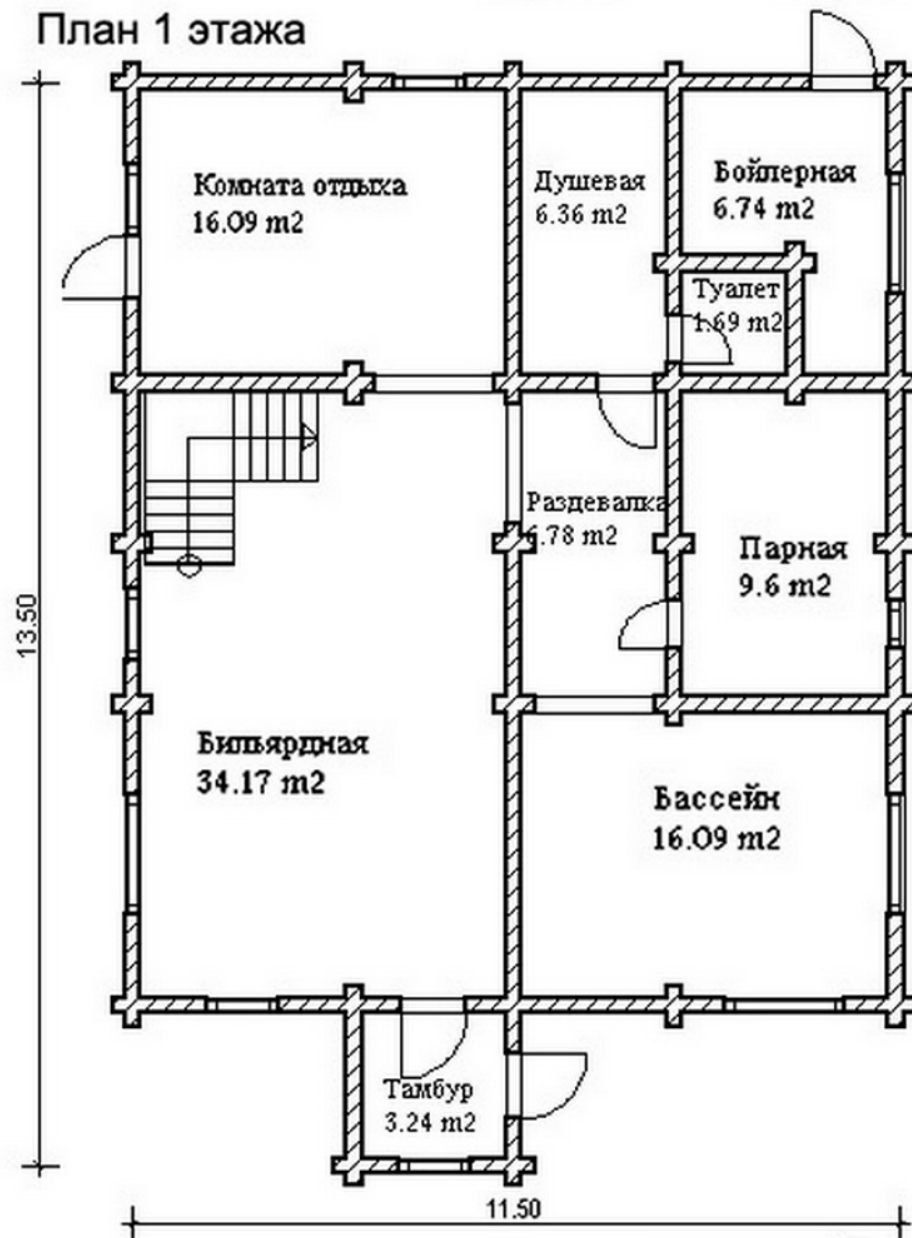 План 1 этажа
Комната отдыха
16.09 m2
Душевая
6.36 m2
Бойлерная
6.74 m2
Туалет
1.69 m2
Раздевалка
6.78 m2
Парная
9.6 m2
13.50
Бильярдная
34.17 m2
Бассейн
16.09 m2
Тамбур
3.24 m2
11.50